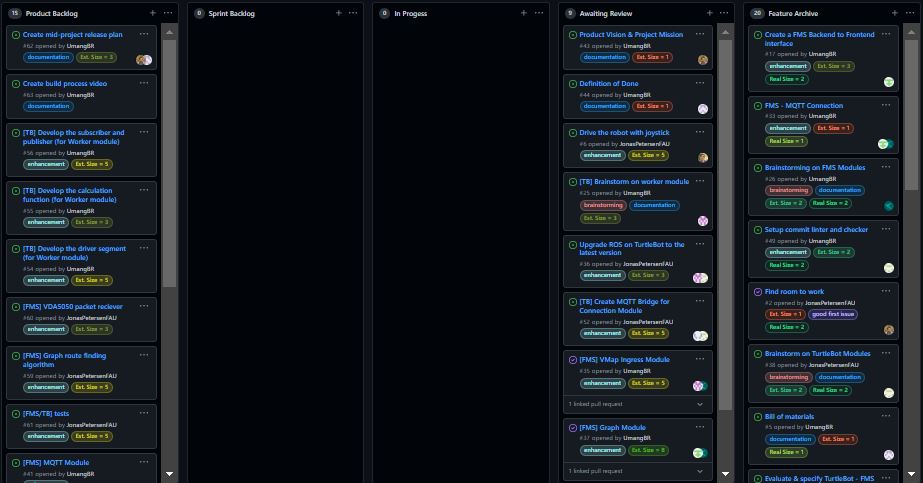 15 Product Backlog
Create mid-project release plan
#62 opened by UmangBR
documentation Est. Size = 3
Create build process video
#63 opened by UmangBR
documentation
[TB] Develop the subscriber and
publisher (for Worker module)
#56 opened by UmangBR
enhancement Est. Size = 5
[TB] Develop the calculation
function (for Worker module)
#55 opened by UmangBR
enhancement Est. Size = 3
[TB] Develop the driver segment
(for Worker module)
#54 opened by UmangBR
enhancement Est. Size = 5
[FMS] VDA5050 packet reciever
#60 opened by JonasPetersenFAU
enhancement Est. Size = 3
[FMS] Graph route finding
algorithm
#59 opened by JonasPetersenFAU
enhancement Est. Size = 5
[FMS/TB] tests
#61 opened by JonasPetersenFAU
enhancement Est. Size = 5
[FMS] MQTT Module
#41 opened by UmangBR
0 Sprint Backlog
0 In Progess
9 Awaiting Review
Product Vision & Project Mission
#43 opened by UmangBR
documentation Est. Size = 1
Definition of Done
#44 opened by UmangBR
documentation Est. Size = 1
Drive the robot with joystick
#6 opened by JonasPetersenFAU
enhancement Est. Size = 5
[TB] Brainstorm on worker module
#25 opened by UmangBR
brainstorming documentation
Est. Size = 3
Upgrade ROS on TurtleBot to the
latest version
#36 opened by JonasPetersenFAU
enhancement Est. Size = 3
[TB] Create MQTT Bridge for
Connection Module
#52 opened by JonasPetersenFAU
enhancement Est. Size = 5
[FMS] VMap Ingress Module
#35 opened by UmangBR
enhancement Est. Size = 5
1 linked pull request
[FMS] Graph Module
#37 opened by UmangBR
enhancement Est. Size = 8
1 linked pull request
20 Feature Archive
Create a FMS Backend to Frontend
interface
#17 opened by UmangBR
enhancement Est. Size = 3
Real Size = 2
FMS - MQTT Connection
#33 opened by UmangBR
enhancement Est. Size = 1
Real Size = 1
Brainstorming on FMS Modules
#26 opened by UmangBR
brainstorming documentation
Est. Size = 2 Real Size = 2
Setup commit linter and checker
#49 opened by UmangBR
enhancement Est. Size = 2
Real Size = 2
Find room to work
#2 opened by JonasPetersenFAU
Est. Size = 1 good first issue
Real Size = 2
Brainstorm on TurtleBot Modules
#38 opened by JonasPetersenFAU
brainstorming documentation
Est. Size = 2 Real Size = 2
Bill of materials
#5 opened by UmangBR
documentation Est. Size = 1
Real Size = 1
Evaluate & specify TurtleBot - FMS